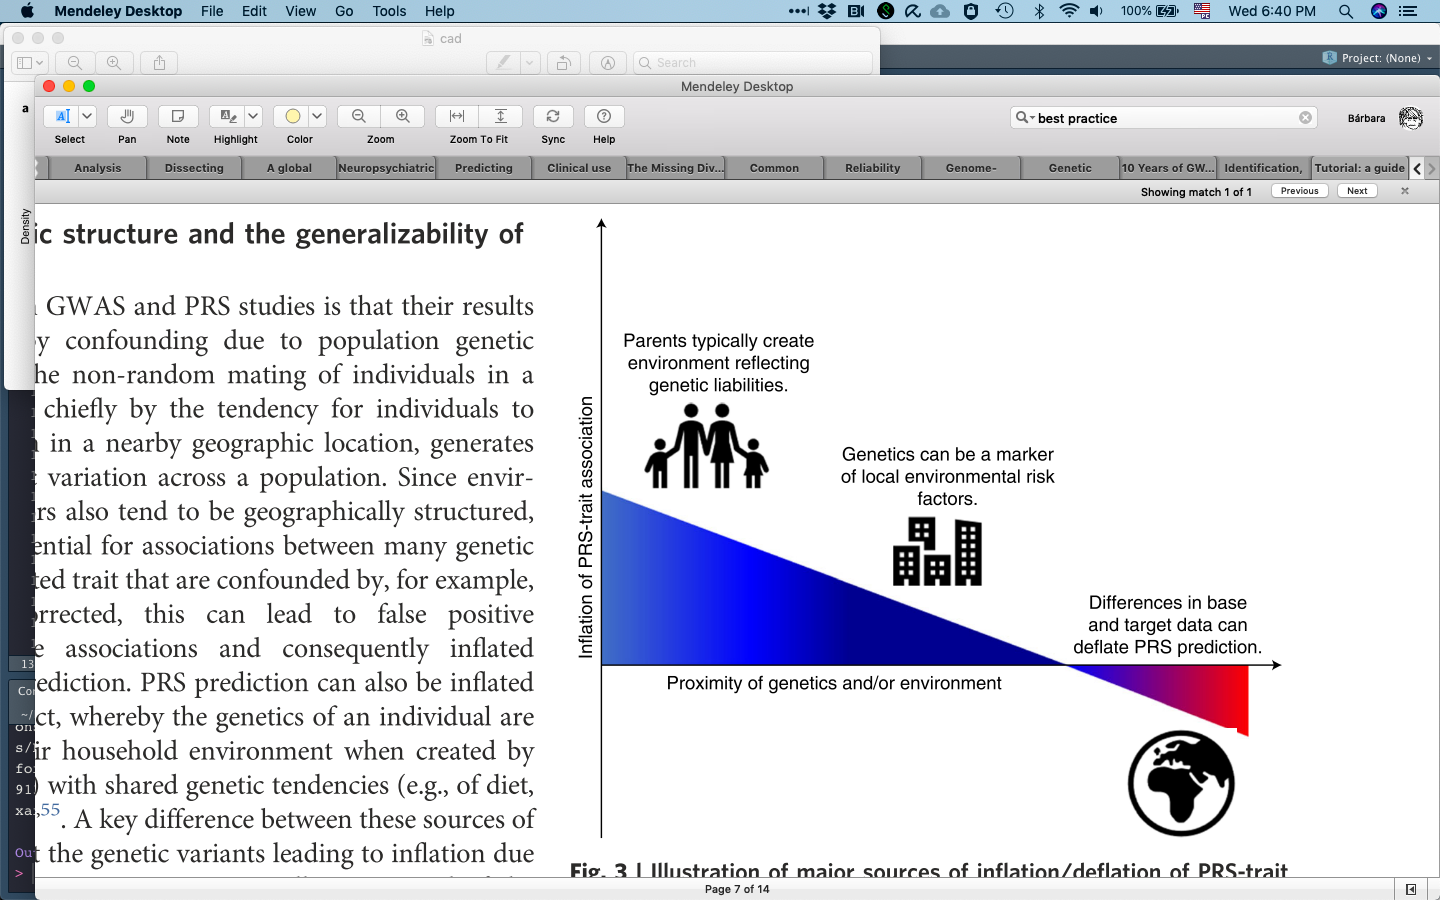 Mendeley Desktop File Edit View Go Tools Help
100% Wed 6:40 PM
cad
Search
Project: (None)
a
Density
Mendeley Desktop
Select Pan Note Highlight Color Zoom Zoom To Fit Sync Help
best practice
Bárbara
Analysis Dissecting A global Neuropsychiatric Predicting Clinical use The Missing Div... Common Reliability Genome- Genetic 10 Years of GW... Identification, Tutorial: a guide
Showing match 1 of 1 Previous Next
ic structure and the generalizability of
GWAS and PRS studies is that their results
y confounding due to population genetic
he non-random mating of individuals in a
chiefly by the tendency for individuals to
in a nearby geographic location, generates
variation across a population. Since envir-
rs also tend to be geographically structured,
ential for associations between many genetic
ted trait that are confounded by, for example,
orrected, this can lead to false positive
e associations and consequently inflated
ediction. PRS prediction can also be inflated
ct, whereby the genetics of an individual are
ir household environment when created by
) with shared genetic tendencies (e.g., of diet,
55. A key difference between these sources of
t the genetic variants leading to inflation due
Inflation of PRS-trait association
Parents typically create
environment reflecting
genetic liabilities.
Genetics can be a marker
of local environmental risk
factors.
Differences in base
and target data can
deflate PRS prediction.
Proximity of genetics and/or environment
Fig. 3 | Illustration of major sources of inflation/deflation of PRS-trait
13
Co
~/
on
s/
fo
91
xa
Ou
>
Page 7 of 14